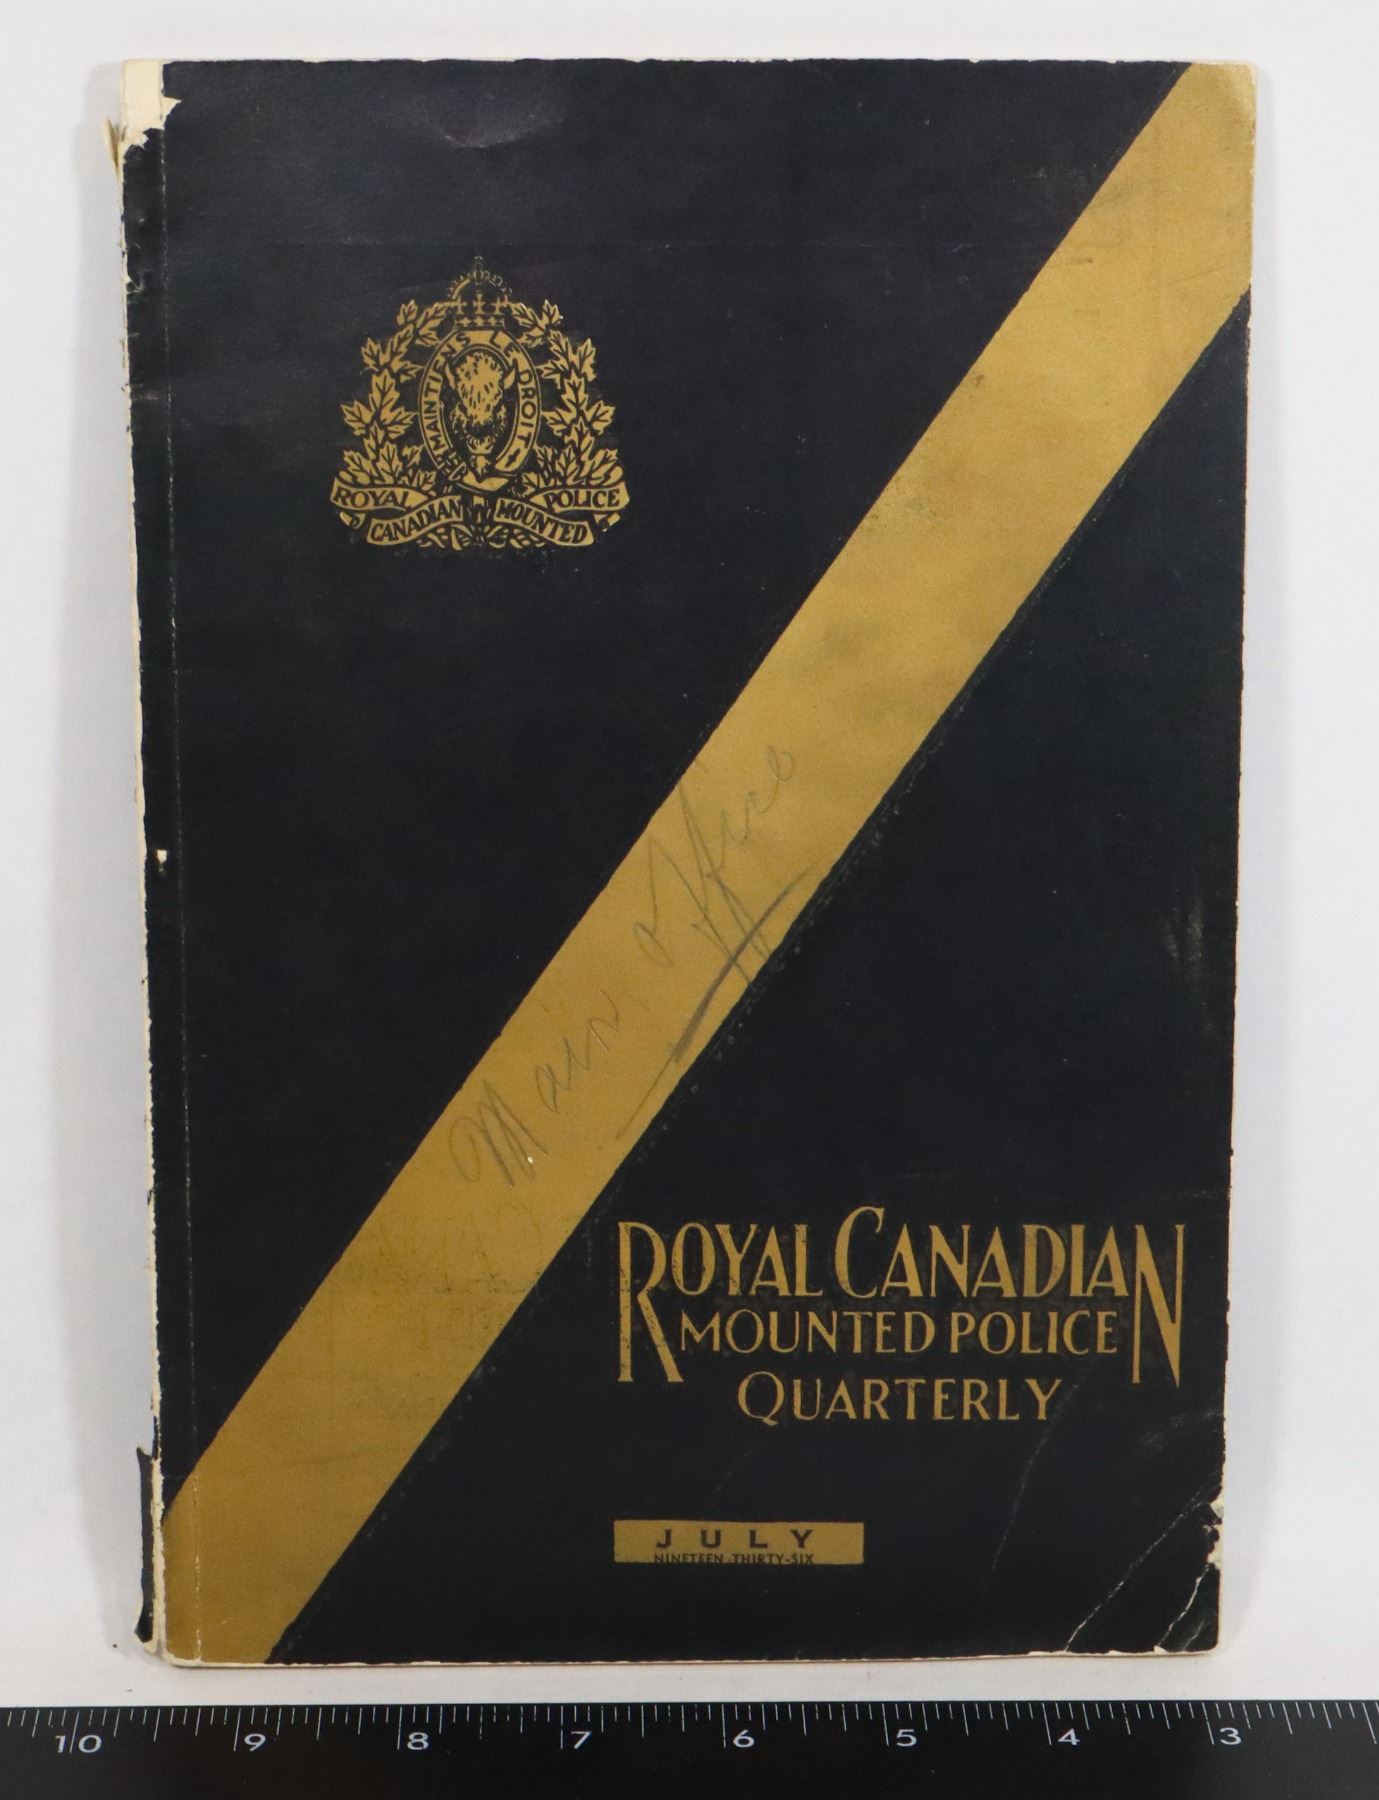 MAINTIENS LE DROIT
ROYAL CANADIAN MOUNTED POLICE
Main Office
ROYAL CANADIAN
MOUNTED POLICE
QUARTERLY
JULY
NINETEEN THIRTY-SIX
10 9 8 7 6 5 4 3